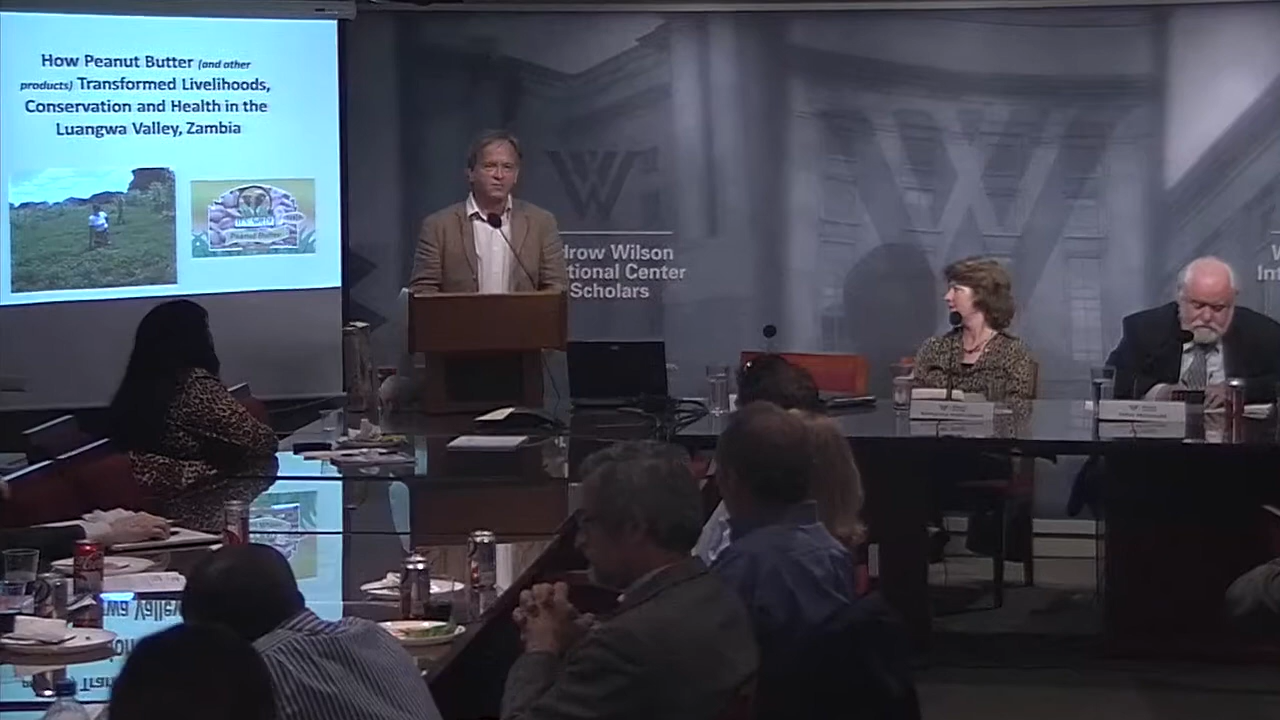 How Peanut Butter (and other
products) Transformed Livelihoods,
Conservation and Health in the
Luangwa Valley, Zambia
Peanut Butter
W
drow Wilson
tional Center
Scholars
W
W
Int